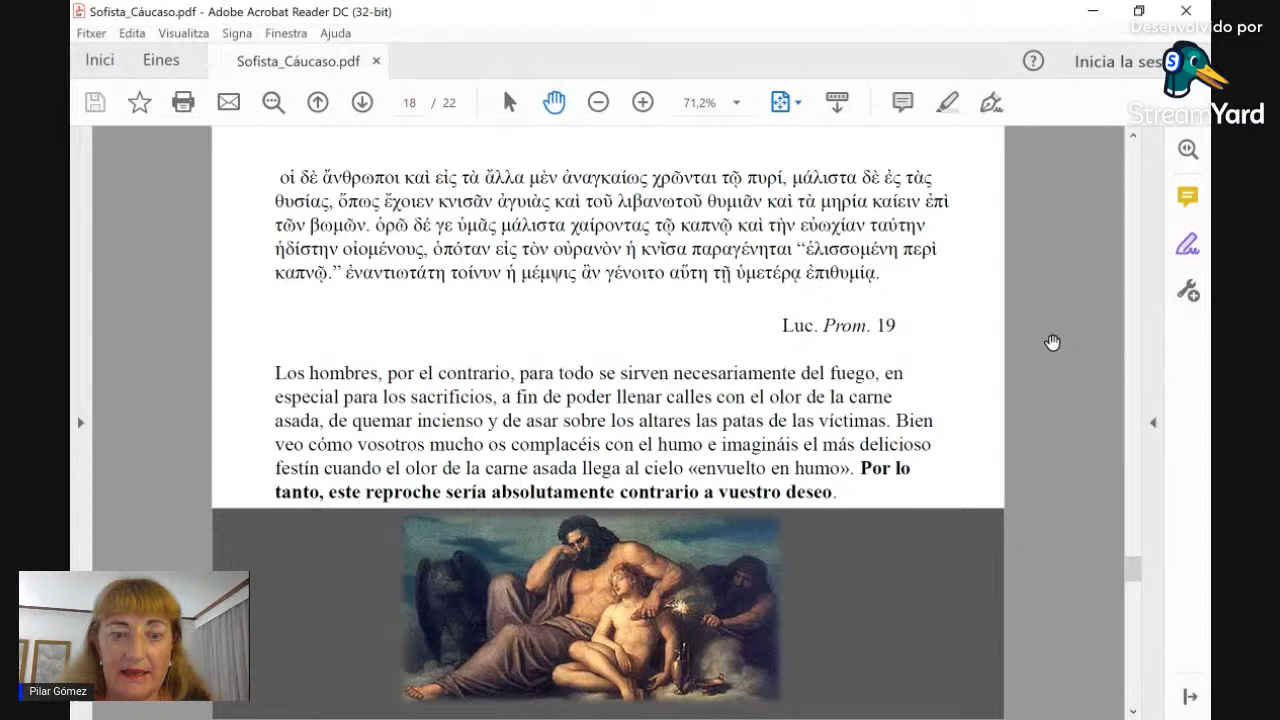 Sofista_Cáucaso.pdf - Adobe Acrobat Reader DC (32-bit)
Desenvolvido por
Fitxer Edita Visualitza Signa Finestra Ajuda
Inici Eines Sofista_Cáucaso.pdf × Inicia la ses
StreamYard
18 / 22 71,2%
οἱ δὲ ἄνθρωποι καὶ εἰς τὰ ἄλλα μὲν ἀναγκαίως χρῶνται τῷ πυρί, μάλιστα δὲ ἐς τὰς
θυσίας, ὅπως ἔχοιεν κνισᾶν ἀγυιὰς καὶ τοῦ λιβανωτοῦ θυμιᾶν καὶ τὰ μηρία καίειν ἐπὶ
τῶν βωμῶν. ὁρῶ δέ γε ὑμᾶς μάλιστα χαίροντας τῷ καπνῷ καὶ τὴν εὐωχίαν ταύτην
ἡδίστην οἰομένους, ὁπόταν εἰς τὸν οὐρανὸν ἡ κνῖσα παραγένηται “ἑλισσομένη περὶ
καπνῷ.” ἐναντιωτάτη τοίνυν ἡ μέμψις ἂν γένοιτο αὕτη τῇ ὑμετέρᾳ ἐπιθυμίᾳ.
Luc. Prom. 19
Los hombres, por el contrario, para todo se sirven necesariamente del fuego, en
especial para los sacrificios, a fin de poder llenar calles con el olor de la carne
asada, de quemar incienso y de asar sobre los altares las patas de las víctimas. Bien
veo cómo vosotros mucho os complacéis con el humo e imagináis el más delicioso
festín cuando el olor de la carne asada llega al cielo «envuelto en humo». Por lo
tanto, este reproche sería absolutamente contrario a vuestro deseo.
Pilar Gómez